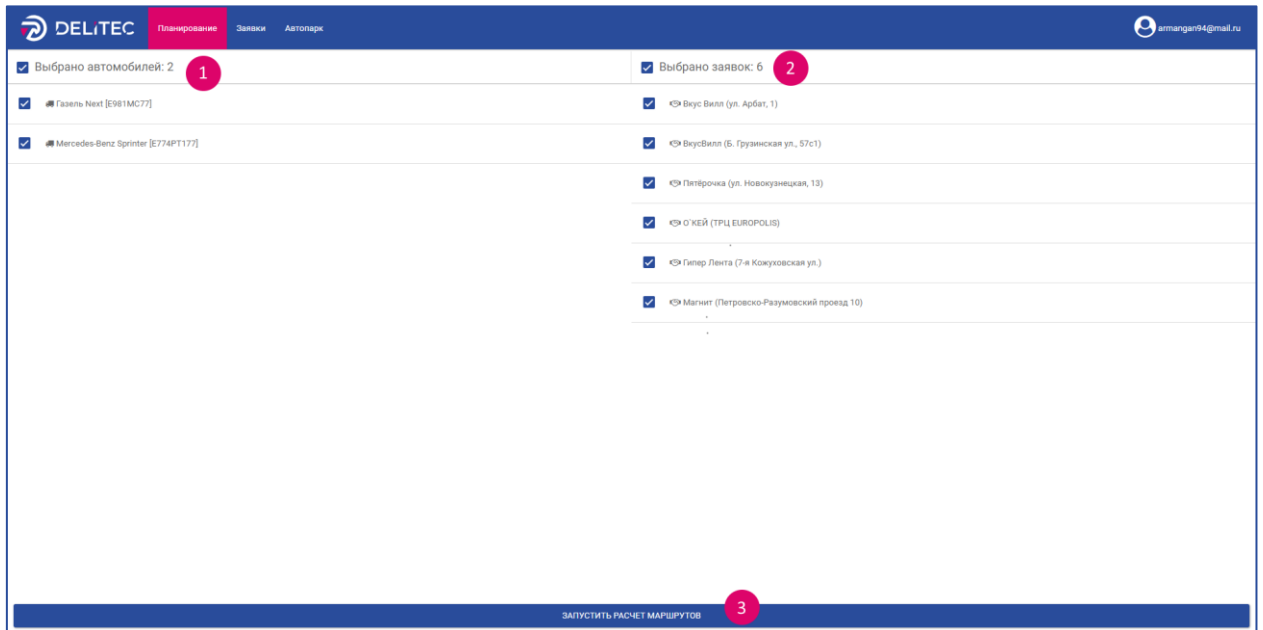 DELITEC Планирование Заявки Автопарк armangan94@mail.ru
Выбрано автомобилей: 2 1
Газель Next [E981MC77]
Mercedes-Benz Sprinter [E774PT177]
Выбрано заявок: 6 2
Вкус Вилл (ул. Арбат, 1)
ВкусВилл (Б. Грузинская ул., 57с1)
Пятёрочка (ул. Новокузнецкая, 13)
О`КЕЙ (ТРЦ EUROPOLIS)
Гипер Лента (7-я Кожуховская ул.)
Магнит (Петровско-Разумовский проезд 10)
ЗАПУСТИТЬ РАСЧЕТ МАРШРУТОВ 3